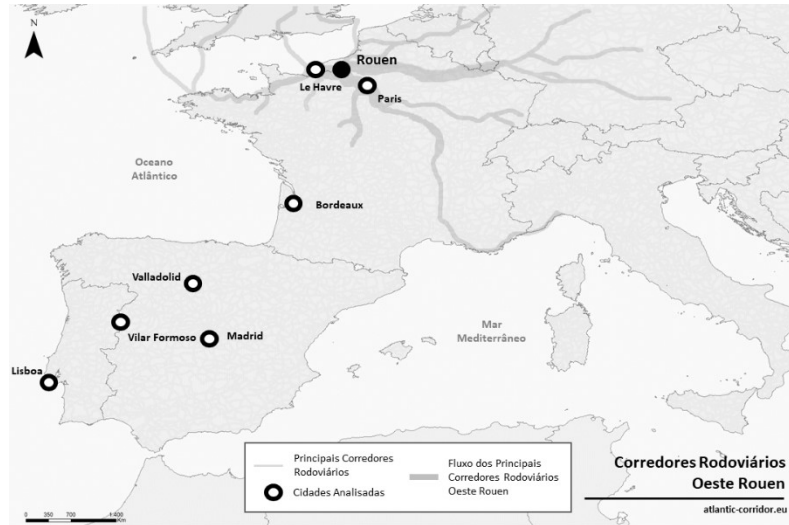 N
Rouen
Le Havre
Paris
Oceano
Atlântico
Bordeaux
Valladolid
Vilar Formoso
Madrid
Mar
Mediterrâneo
Lisboa
Principais Corredores
Rodoviários
Cidades Analisadas
Fluxo dos Principais
Corredores Rodoviários
Oeste Rouen
Corredores Rodoviários
Oeste Rouen
atlantic-corridor.eu
0 350 700 1:400
Km